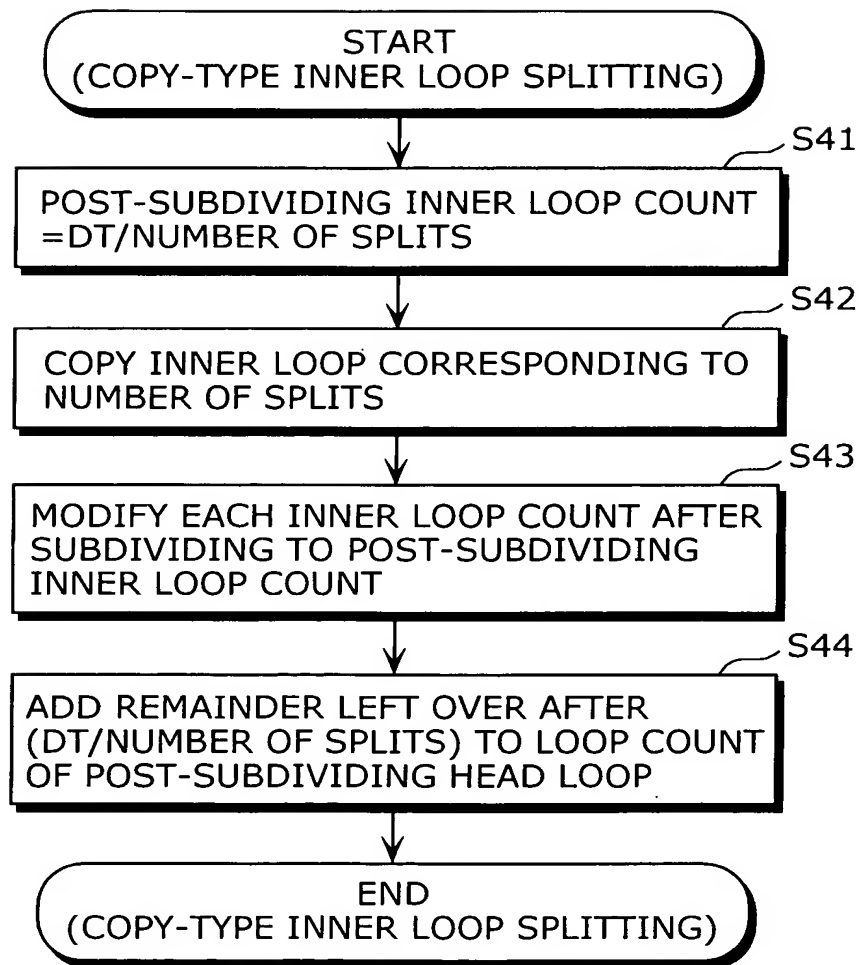 START
(COPY-TYPE INNER LOOP SPLITTING)
S41
POST-SUBDIVIDING INNER LOOP COUNT
=DT/NUMBER OF SPLITS
S42
COPY INNER LOOP CORRESPONDING TO
NUMBER OF SPLITS
S43
MODIFY EACH INNER LOOP COUNT AFTER
SUBDIVIDING TO POST-SUBDIVIDING
INNER LOOP COUNT
S44
ADD REMAINDER LEFT OVER AFTER
(DT/NUMBER OF SPLITS) TO LOOP COUNT
OF POST-SUBDIVIDING HEAD LOOP
END
(COPY-TYPE INNER LOOP SPLITTING)